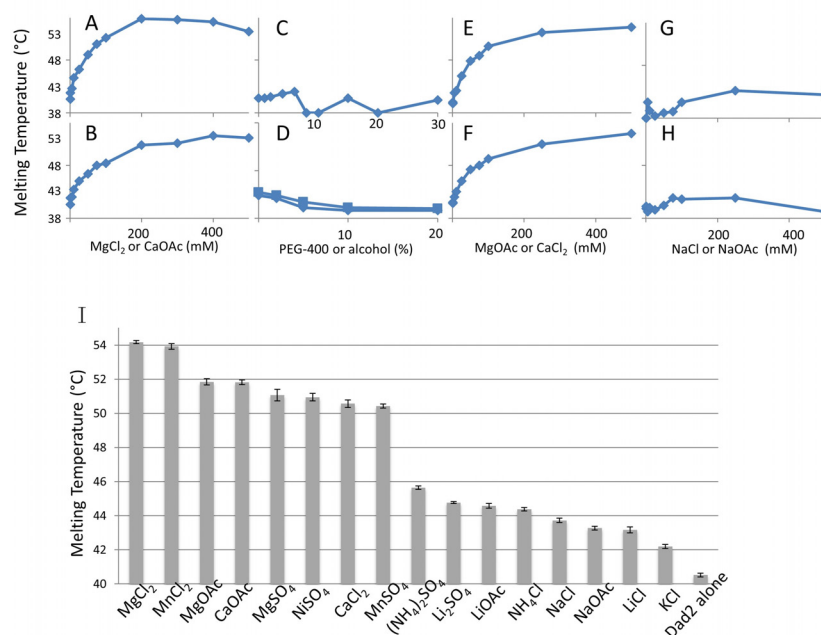 A C E G
53
48
43
38
10 20 30
Melting Temperature (°C)
B D F H
53
48
43
38
200 400 10 20 200 400 200 400
MgCl₂ or CaOAc (mM) PEG-400 or alcohol (%) MgOAc or CaCl₂ (mM) NaCl or NaOAc (mM)
I
54
52
50
48
46
44
42
40
Melting Temperature (°C)
MgCl₂ MnCl₂ MgOAc CaOAc MgSO₄ NiSO₄ CaCl₂ MnSO₄ (NH₄)₂SO₄ Li₂SO₄ LiOAc NH₄Cl NaCl NaOAc LiCl KCl Dad2 alone